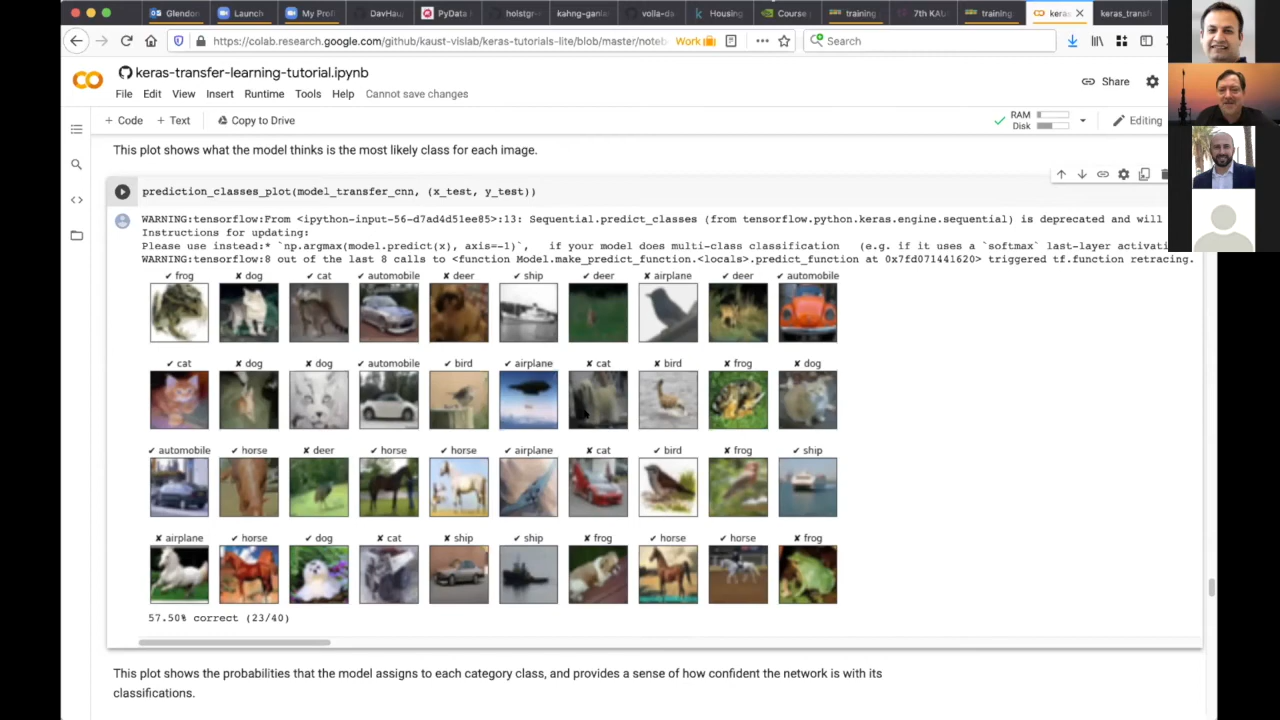 Glendon
Launch
My Profi
DavHau
PyData
holstgr
kahng-ganla
voila-da
Housing
Course
training
7th KAU
training
keras
keras_transf
https://colab.research.google.com/github/kaust-vislab/keras-tutorials-lite/blob/master/noteb
Work
Search
keras-transfer-learning-tutorial.ipynb
Share
File Edit View Insert Runtime Tools Help Cannot save changes
+ Code + Text Copy to Drive
RAM
Disk
Editing
This plot shows what the model thinks is the most likely class for each image.
prediction_classes_plot(model_transfer_cnn, (x_test, y_test))
WARNING:tensorflow:From <ipython-input-56-d7ad4d51ee85>:13: Sequential.predict_classes (from tensorflow.python.keras.engine.sequential) is deprecated and will
Instructions for updating:
Please use instead:* `np.argmax(model.predict(x), axis=-1)`, if your model does multi-class classification (e.g. if it uses a `softmax` last-layer activati
WARNING:tensorflow:8 out of the last 8 calls to <function Model.make_predict_function.<locals>.predict_function at 0x7fd071441620> triggered tf.function retracing.
✔ frog ✘ dog ✔ cat ✔ automobile ✘ deer ✔ ship ✔ deer ✘ airplane ✔ deer ✔ automobile
✔ cat ✘ dog ✘ dog ✔ automobile ✔ bird ✔ airplane ✘ cat ✘ bird ✔ frog ✘ dog
✔ automobile ✔ horse ✘ deer ✔ horse ✔ horse ✔ airplane ✘ cat ✔ bird ✘ frog ✔ ship
✘ airplane ✔ horse ✔ dog ✔ cat ✘ ship ✔ ship ✘ frog ✔ horse ✔ horse ✘ frog
57.50% correct (23/40)
This plot shows the probabilities that the model assigns to each category class, and provides a sense of how confident the network is with its
classifications.